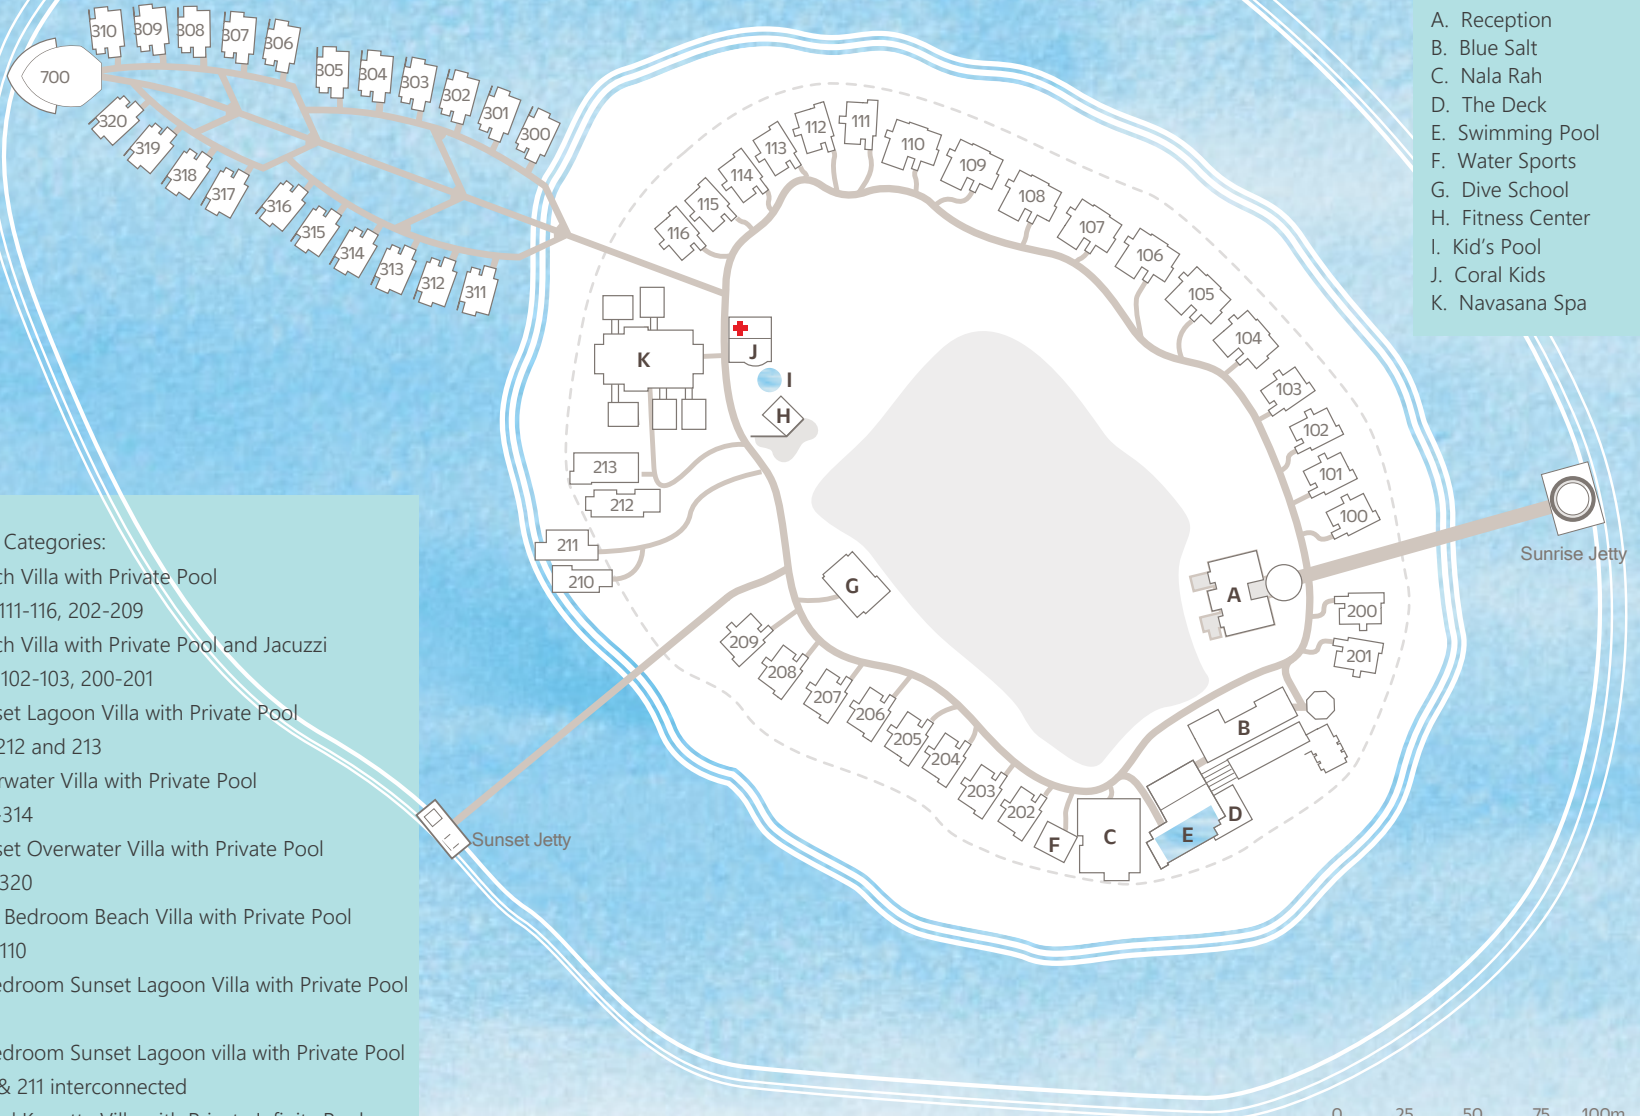 A. Reception
B. Blue Salt
C. Nala Rah
D. The Deck
E. Swimming Pool
F. Water Sports
G. Dive School
H. Fitness Center
I. Kid's Pool
J. Coral Kids
K. Navasana Spa
310
309
308
307
306
305
304
303
302
301
300
700
320
319
318
317
316
315
314
313
312
311
111
112
110
113
109
114
108
115
107
116
106
105
104
103
102
101
100
K
J
I
H
213
212
211
210
G
A
Sunrise Jetty
200
201
209
208
207
206
205
204
203
202
B
D
E
C
F
Sunset Jetty
Categories:
Villa with Private Pool
111-116, 202-209
Villa with Private Pool and Jacuzzi
102-103, 200-201
Lagoon Villa with Private Pool
212 and 213
Villa with Private Pool
-314
Overwater Villa with Private Pool
320
Bedroom Beach Villa with Private Pool
110
Sunset Lagoon Villa with Private Pool
Sunset Lagoon villa with Private Pool
& 211 interconnected
Villa with Private Infinity Pool
0 25 50 75 100m